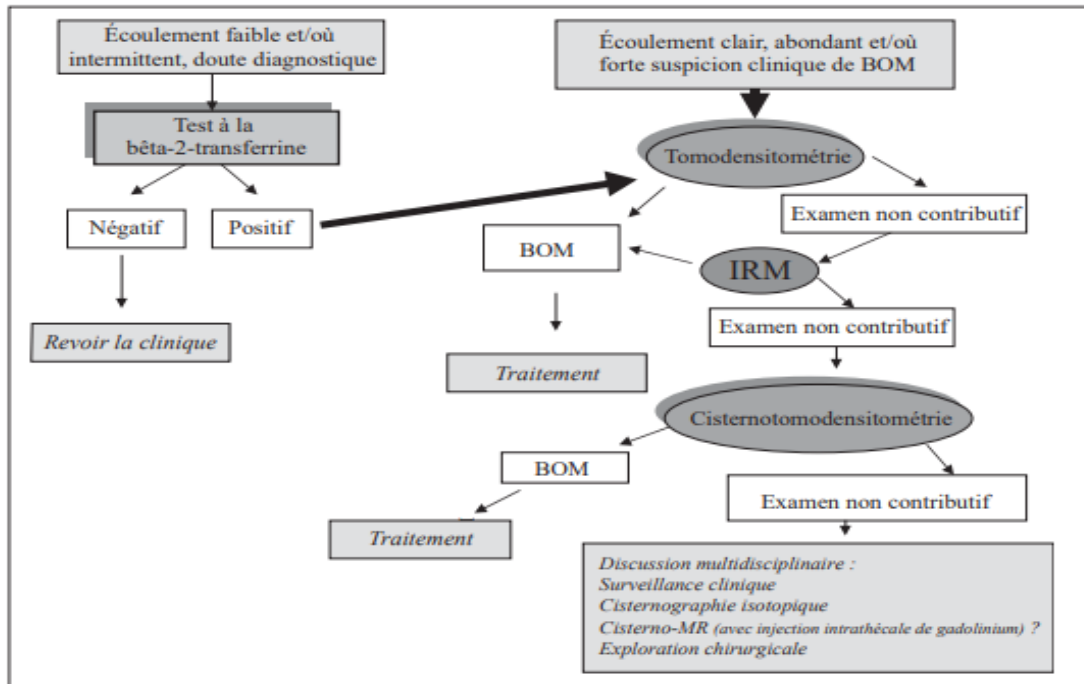 Écoulement faible et/où
intermittent, doute diagnostique
Test à la
bêta-2-transferrine
Négatif
Positif
Revoir la clinique
Écoulement clair, abondant et/où
forte suspicion clinique de BOM
Tomodensitométrie
Examen non contributif
BOM
IRM
Examen non contributif
Traitement
Cisternotomodensitométrie
BOM
Examen non contributif
Traitement
Discussion multidisciplinaire :
Surveillance clinique
Cisternographie isotopique
Cisterno-MR (avec injection intrathécale de gadolinium) ?
Exploration chirurgicale